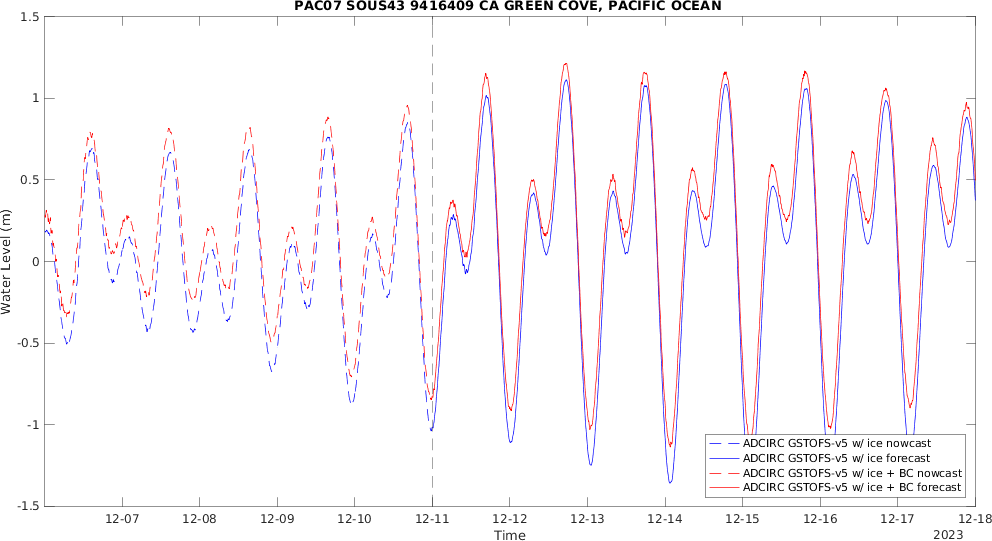 PAC07 SOUS43 9416409 CA GREEN COVE, PACIFIC OCEAN
1.5
1
0.5
0
-0.5
-1
-1.5
Water Level (m)
ADCIRC GSTOFS-v5 w/ ice nowcast
ADCIRC GSTOFS-v5 w/ ice forecast
ADCIRC GSTOFS-v5 w/ ice + BC nowcast
ADCIRC GSTOFS-v5 w/ ice + BC forecast
12-07 12-08 12-09 12-10 12-11 12-12 12-13 12-14 12-15 12-16 12-17 12-18
Time
2023